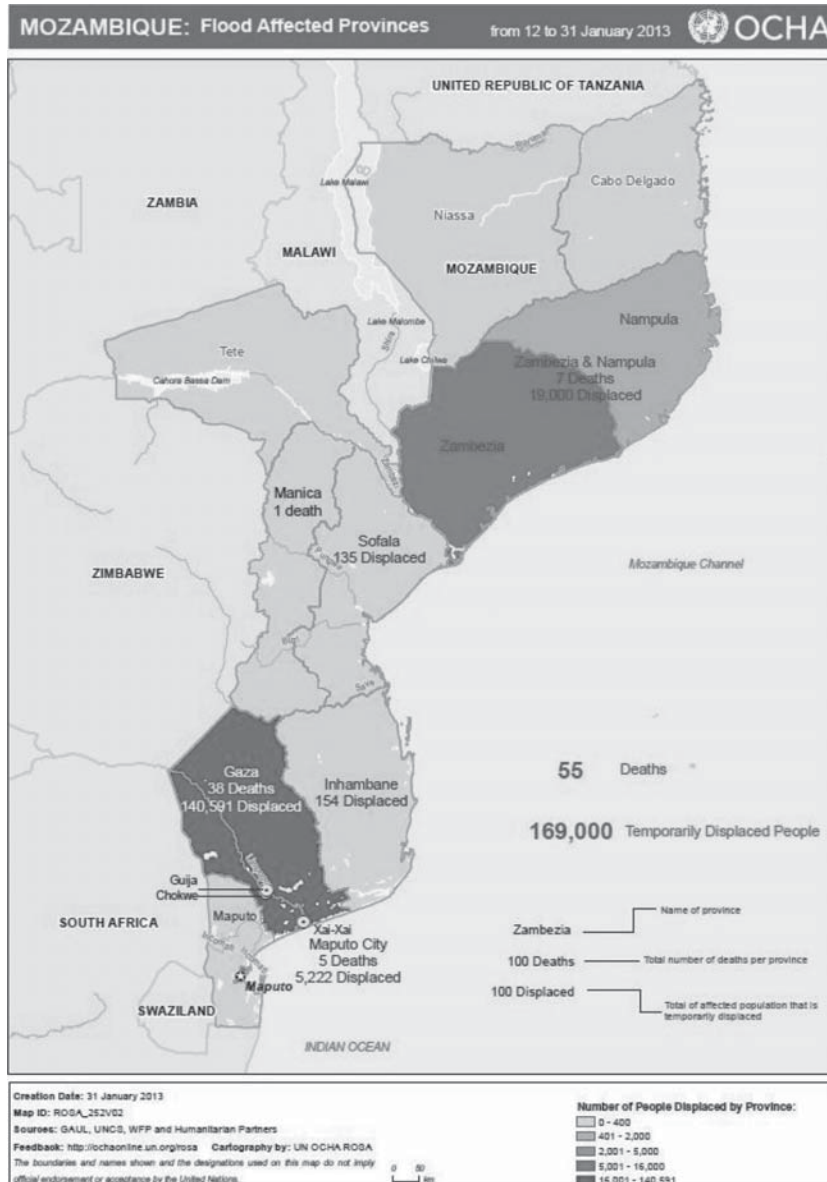 MOZAMBIQUE: Flood Affected Provinces
from 12 to 31 January 2013
OCHA
UNITED REPUBLIC OF TANZANIA
Cabo Delgado
Lake Malawi
Niassa
ZAMBIA
MALAWI
MOZAMBIQUE
Nampula
Lake Malombe
Shire
Tete
Lake Chilwa
Zambezia & Nampula
7 Deaths
19,000 Displaced
Cahora Bassa Dam
Zambezia
Zambezi
Manica
1 death
Sofala
135 Displaced
Mozambique Channel
ZIMBABWE
Save
Gaza
38 Deaths
140,591 Displaced
Inhambane
154 Displaced
55 Deaths
169,000 Temporarily Displaced People
Guija
Chokwe
Maputo
SOUTH AFRICA
Xai-Xai
Maputo City
5 Deaths
5,222 Displaced
Maputo
SWAZILAND
INDIAN OCEAN
Zambezia
Name of province
100 Deaths
Total number of deaths per province
100 Displaced
Total of affected population that is
temporarily displaced
Creation Date: 31 January 2013
Map ID: ROSA_252V02
Sources: GAUL, UNCS, WFP and Humanitarian Partners
Feedback: http://ochaonline.un.org/rosa Cartography by: UN OCHA ROSA
The boundaries and names shown and the designations used on this map do not imply
official endorsement or acceptance by the United Nations.
0 50
km
Number of People Displaced by Province:
0 - 400
401 - 2,000
2,001 - 5,000
5,001 - 16,000
16,001 - 140,591